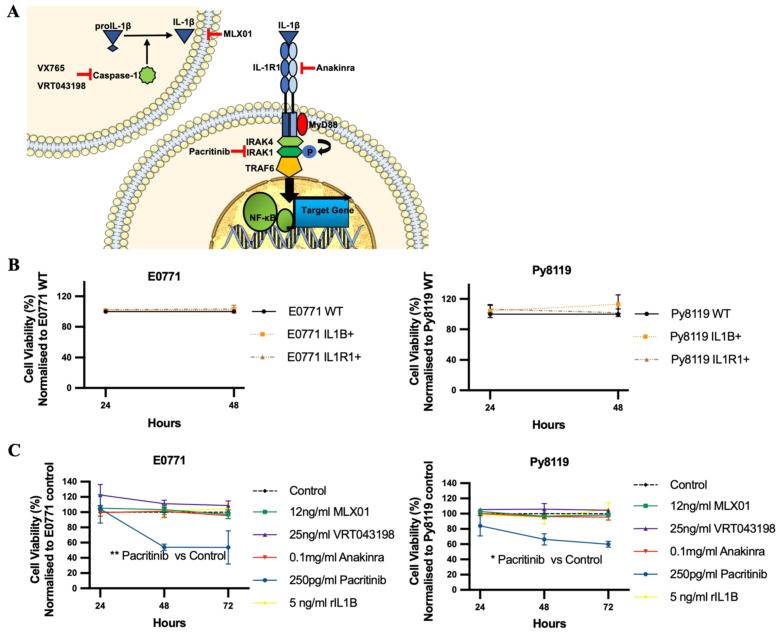 A
proIL-1β
IL-1β
MLX01
VX765
VRT043198
Caspase-1
IL-1β
IL-1R1
Anakinra
MyD88
IRAK4
Pacritinib
IRAK1
P
TRAF6
NF-κB
Target Gene
B
E0771
Cell Viability (%)
Normalised to E0771 WT
120
80
60
40
20
0
24
48
Hours
E0771 WT
E0771 IL1B+
E0771 IL1R1+
Py8119
Cell Viability (%)
Normalised to Py8119 WT
120
100
80
60
40
20
0
24
48
Hours
Py8119 WT
Py8119 IL1B+
Py8119 IL1R1+
C
E0771
Cell Viability (%)
Normalised to E0771 control
140
120
100
80
60
40
20
0
24
48
72
Hours
** Pacritinib vs Control
Control
12ng/ml MLX01
25ng/ml VRT043198
0.1mg/ml Anakinra
250pg/ml Pacritinib
5 ng/ml rIL1B
Py8119
Cell Viability (%)
Normalised to Py8119 control
140
120
100
80
60
40
20
0
24
48
72
Hours
* Pacritinib vs Control
Control
12ng/ml MLX01
25ng/ml VRT043198
0.1mg/ml Anakinra
250pg/ml Pacritinib
5 ng/ml rIL1B